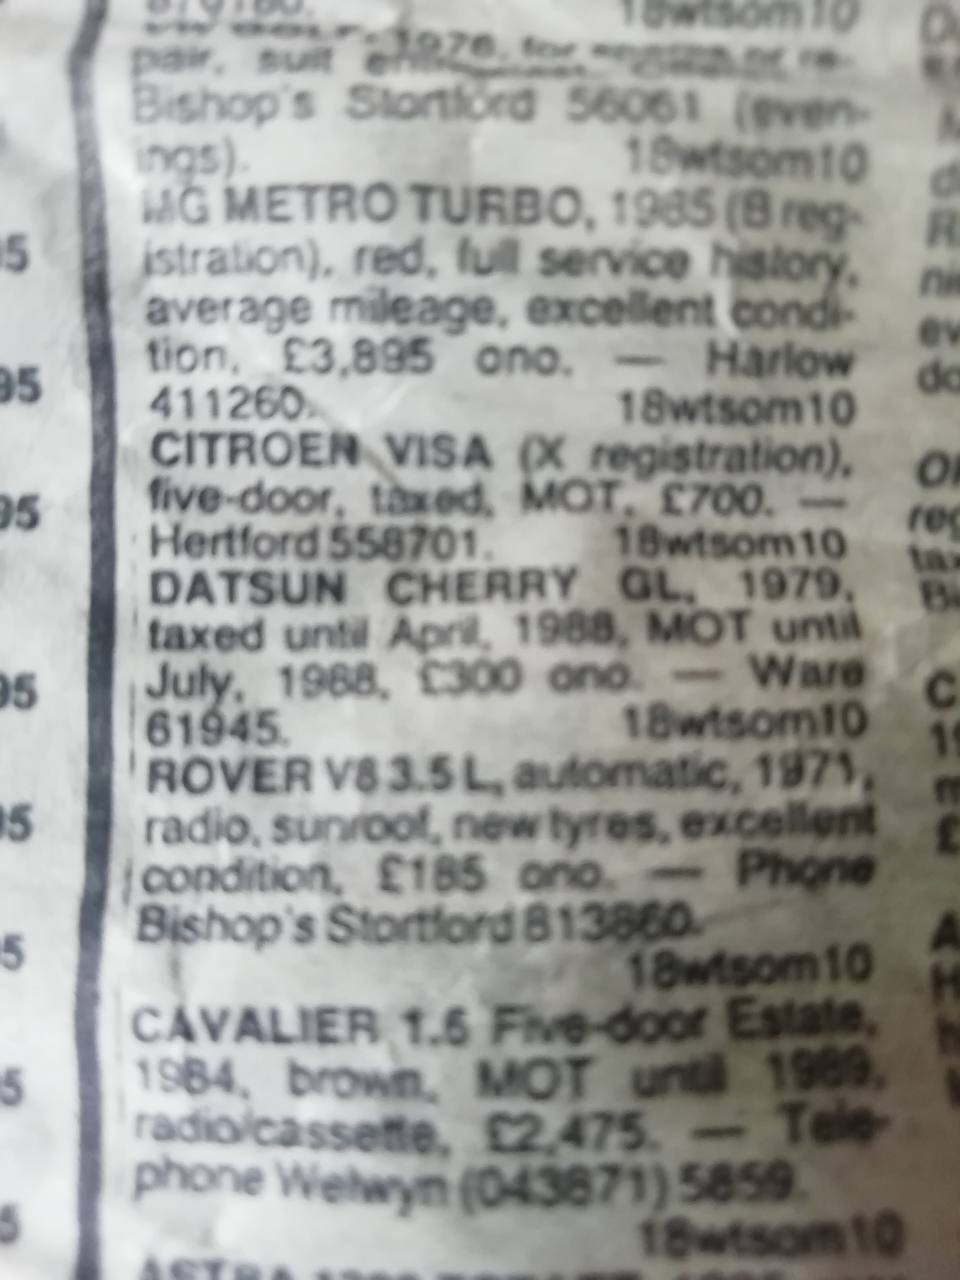 18wtsom10
1976, for
pair, suit
Bishop's Stortford 56061 (even-
ings). 18wtsom10
MG METRO TURBO, 1985 (B reg-
istration), red, full service history,
average mileage, excellent condi-
tion, £3,895 ono. — Harlow
411260. 18wtsom10
CITROEN VISA (X registration),
five-door, taxed, MOT, £700. —
Hertford 558701. 18wtsom10
DATSUN CHERRY GL, 1979,
taxed until April, 1988, MOT until
July, 1988, £300 ono. — Ware
61945. 18wtsom10
ROVER V8 3.5 L, automatic, 1971,
radio, sunroof, new tyres, excellent
condition, £185 ono. — Phone
Bishop's Stortford 813860.
18wtsom10
CAVALIER 1.6 Five-door Estate,
1984, brown, MOT until 1989,
radio/cassette, £2,475. — Tele-
phone Welwyn (043871) 5859.
18wtsom10
ASTRA